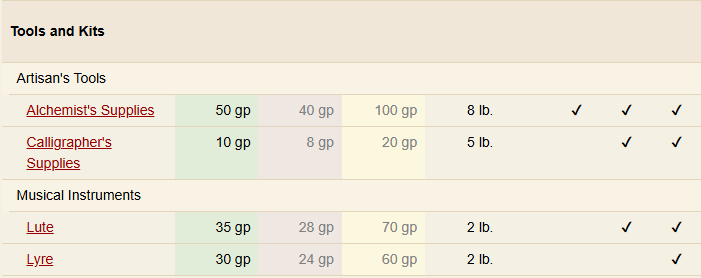 Tools and Kits
Artisan's Tools
Alchemist's Supplies 50 gp 40 gp 100 gp 8 lb. ✓ ✓ ✓
Calligrapher's 10 gp 8 gp 20 gp 5 lb. ✓ ✓
Supplies
Musical Instruments
Lute 35 gp 28 gp 70 gp 2 lb. ✓ ✓
Lyre 30 gp 24 gp 60 gp 2 lb. ✓